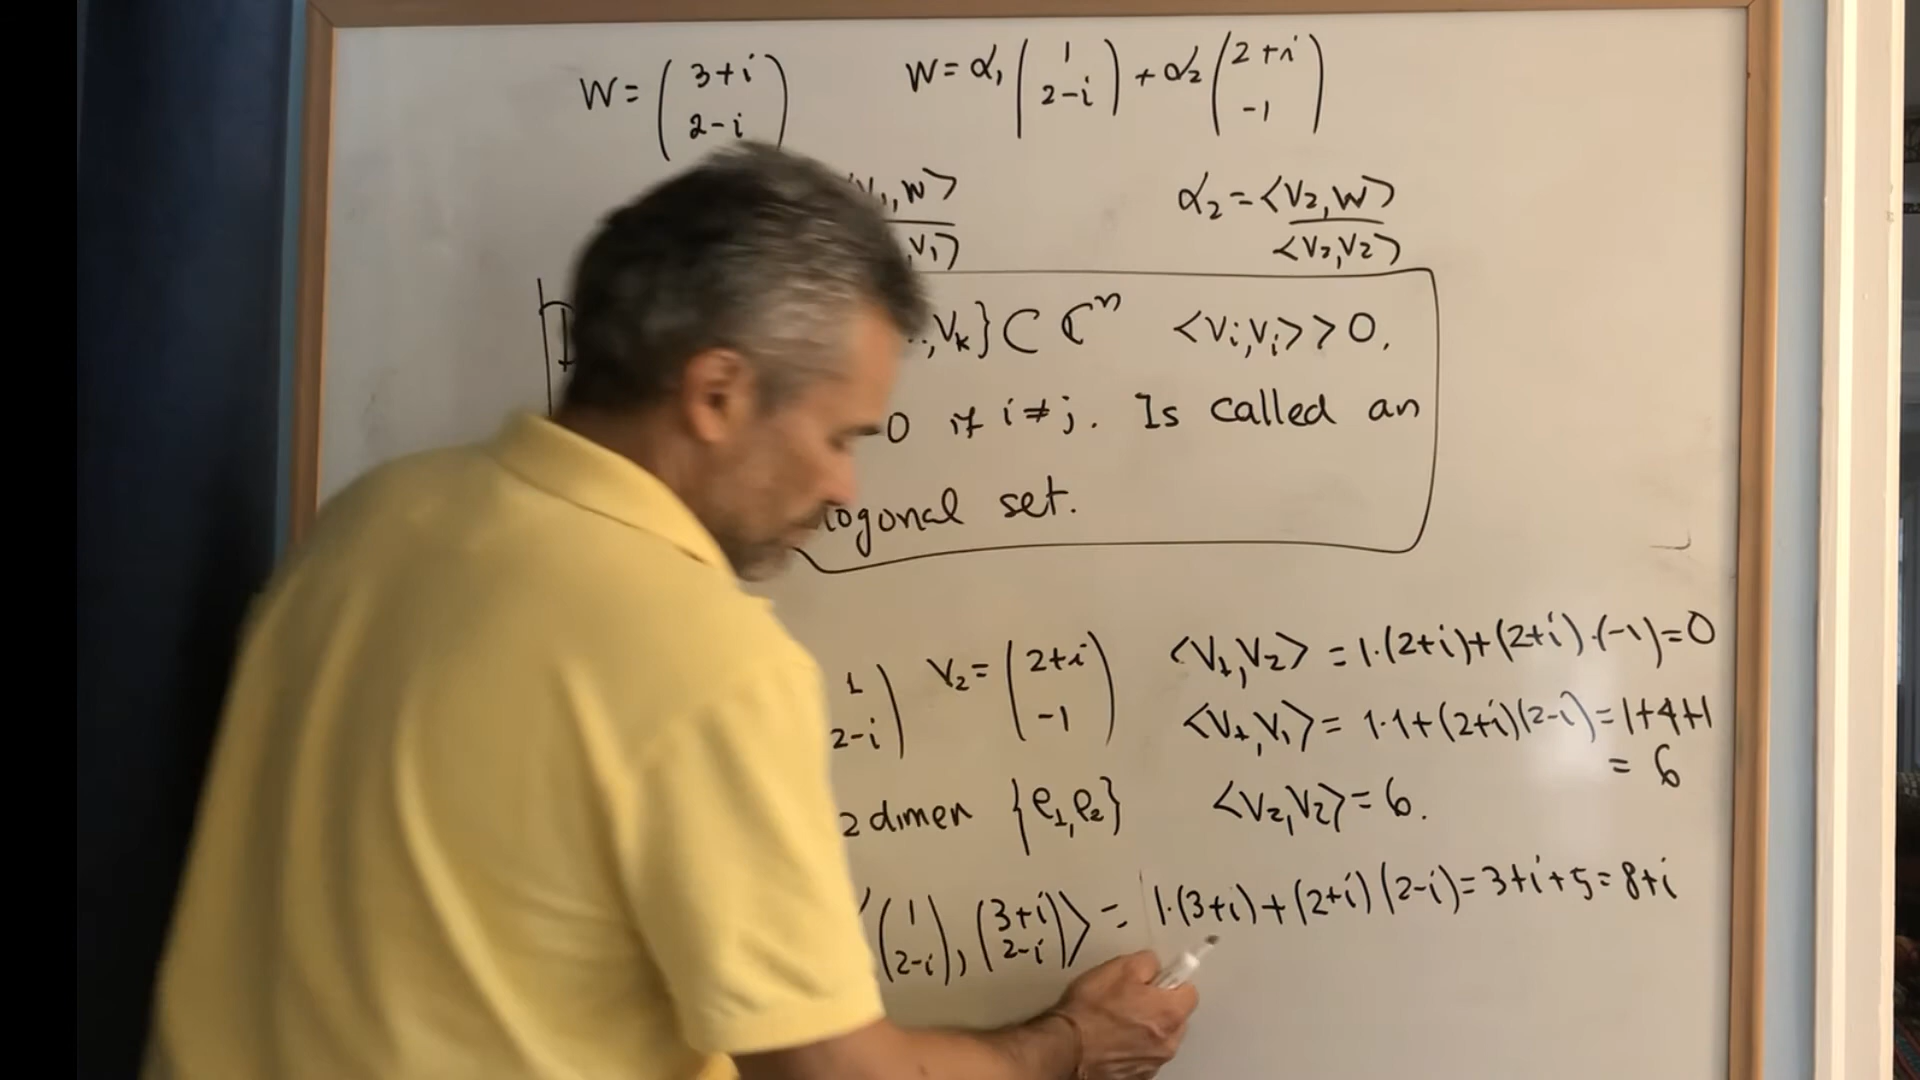 W = (3+i 2-i) W = α₁ (1 2-i) + α₂ (2+i -1)
,W> / ,V₁> α₂ = <V₂,W> / <V₂,V₂>
,Vₖ} ⊂ ℂⁿ <Vᵢ,Vᵢ> > 0,
0 if i ≠ j. Is called an
ogonal set.
(1 2-i) V₂ = (2+i -1) <V₁,V₂> = 1·(2+i)+(2+i)·(-1)=0
<V₁,V₁> = 1·1+(2+i)(2-i)=1+4+1
= 6
2 dimen {e₁,e₂} <V₂,V₂> = 6.
(1 2-i), (3+i 2-i)> = 1·(3+i)+(2+i)(2-i)=3+i+5=8+i